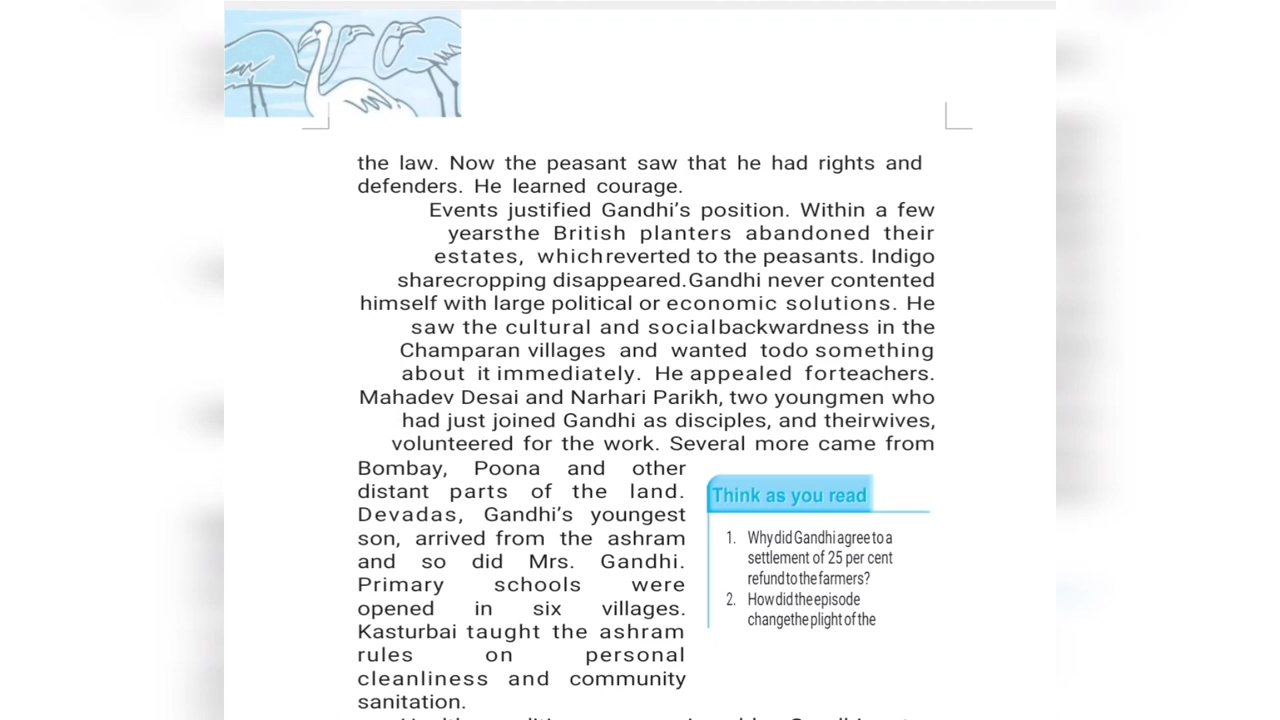 the law. Now the peasant saw that he had rights and
defenders. He learned courage.
Events justified Gandhi's position. Within a few
yearsthe British planters abandoned their
estates, whichreverted to the peasants. Indigo
sharecropping disappeared.Gandhi never contented
himself with large political or economic solutions. He
saw the cultural and socialbackwardness in the
Champaran villages and wanted todo something
about it immediately. He appealed forteachers.
Mahadev Desai and Narhari Parikh, two youngmen who
had just joined Gandhi as disciples, and theirwives,
volunteered for the work. Several more came from
Bombay, Poona and other
distant parts of the land.
Devadas, Gandhi's youngest
son, arrived from the ashram
and so did Mrs. Gandhi.
Primary schools were
opened in six villages.
Kasturbai taught the ashram
rules on personal
cleanliness and community
sanitation.
Think as you read
1. Why did Gandhi agree to a
settlement of 25 per cent
refund to the farmers?
2. How did the episode
changethe plight of the